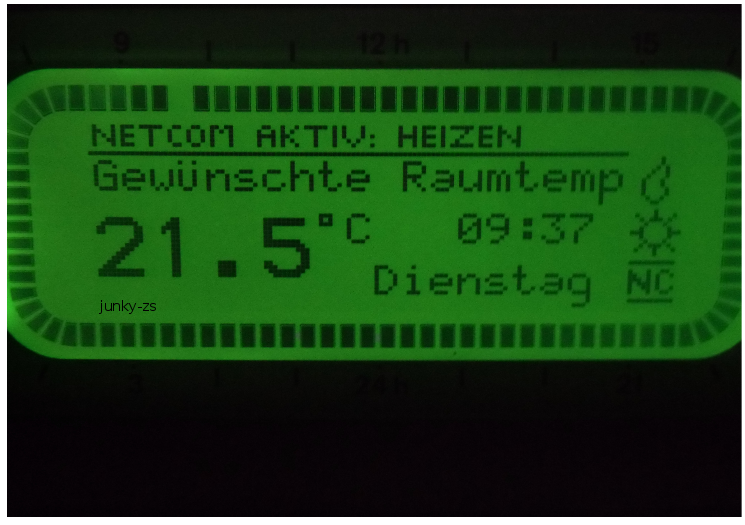 9 12 h 15
NETCOM AKTIV: HEIZEN
Gewünschte Raumtemp
21.5°C 09:37
Dienstag NC
junky-zs
3 24 h 21